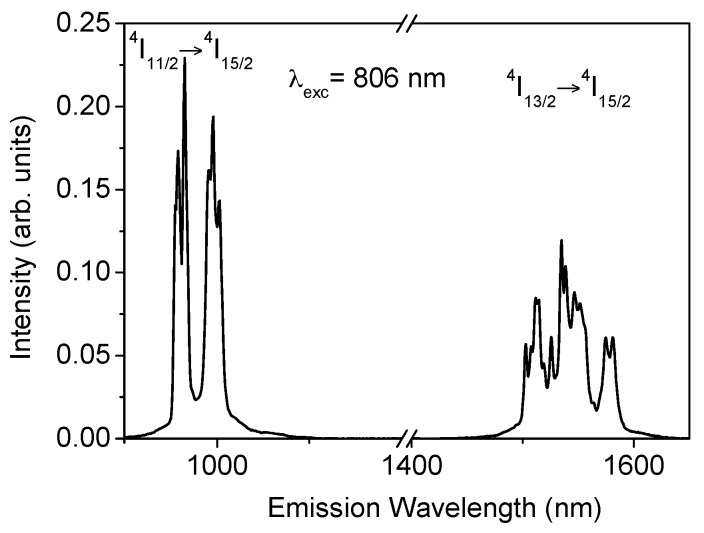 0.25
0.20
0.15
0.10
0.05
0.00
Intensity (arb. units)
⁴I₁₁/₂→⁴I₁₅/₂
λexc= 806 nm
⁴I₁₃/₂→⁴I₁₅/₂
1000 1400 1600
Emission Wavelength (nm)